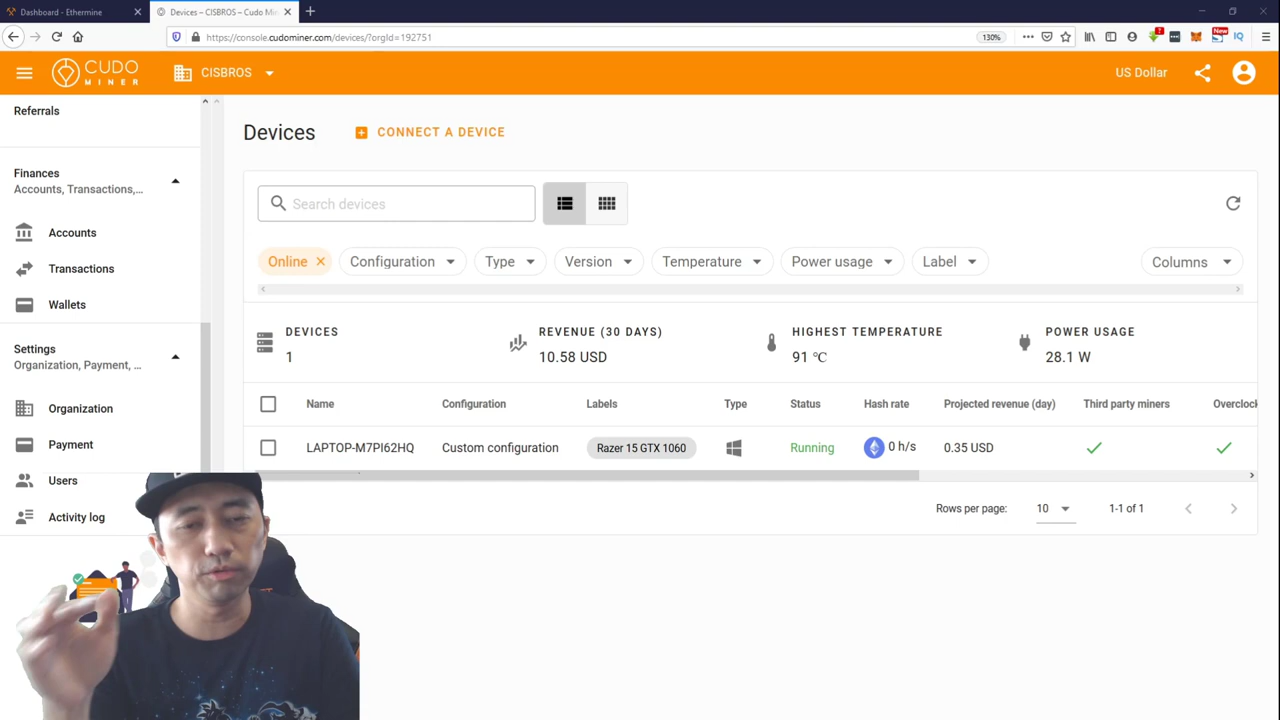 Dashboard - Ethermine
Devices – CISBROS – Cudo Min
https://console.cudominer.com/devices/?orgId=192751
130%
New
IQ
CUDO
MINER
CISBROS
US Dollar
Referrals
Finances
Accounts, Transactions,...
Accounts
Transactions
Wallets
Settings
Organization, Payment, ...
Organization
Payment
Users
Activity log
Devices
CONNECT A DEVICE
Search devices
Online
Configuration
Type
Version
Temperature
Power usage
Label
Columns
DEVICES
1
REVENUE (30 DAYS)
10.58 USD
HIGHEST TEMPERATURE
91 ℃
POWER USAGE
28.1 W
Name Configuration Labels Type Status Hash rate Projected revenue (day) Third party miners Overclock
LAPTOP-M7PI62HQ Custom configuration Razer 15 GTX 1060 Running 0 h/s 0.35 USD
Rows per page: 10 1-1 of 1